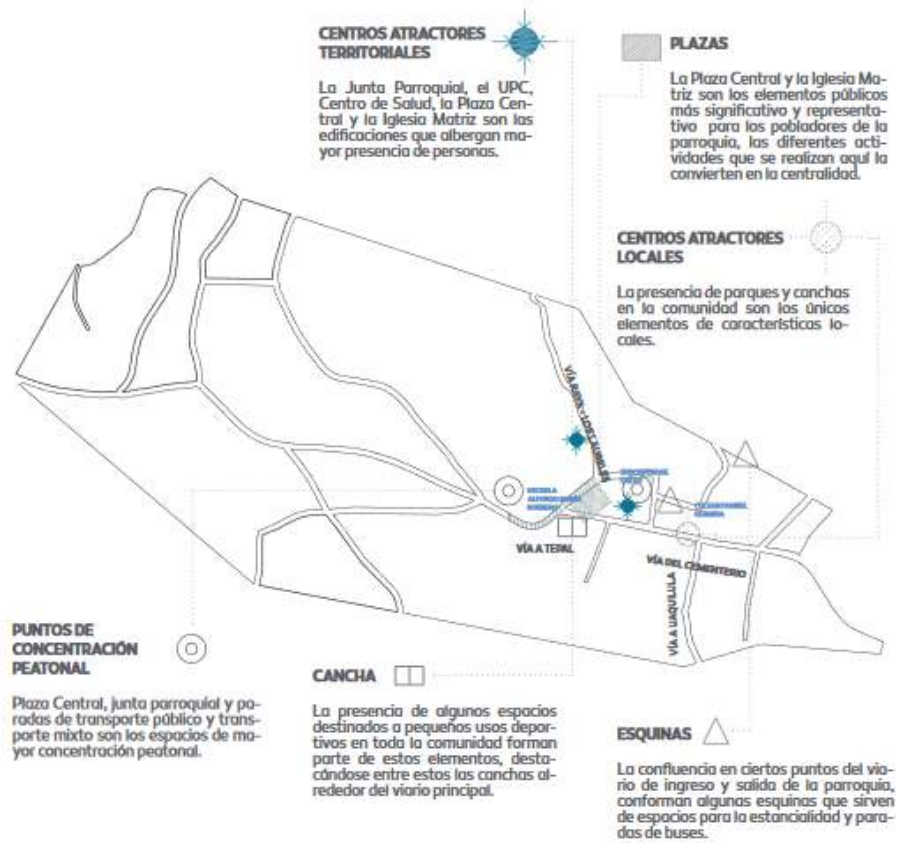 CENTROS ATRACTORES
TERRITORIALES
La Junta Parroquial, el UPC,
Centro de Salud, la Plaza Cen-
tral y la Iglesia Matriz son las
edificaciones que albergan ma-
yor presencia de personas.
PLAZAS
La Plaza Central y la Iglesia Ma-
triz son los elementos públicos
más significativo y representa-
tivo para los pobladores de la
parroquia, las diferentes acti-
vidades que se realizan aquí la
convierten en la centralidad.
CENTROS ATRACTORES
LOCALES
La presencia de parques y canchas
en la comunidad son los únicos
elementos de características lo-
cales.
ESCUELA
VÍA A TEPAL
VÍA DEL CEMENTERIO
PUNTOS DE
CONCENTRACIÓN
PEATONAL
Plaza Central, junta parroquial y pa-
radas de transporte público y trans-
porte mixto son los espacios de ma-
yor concentración peatonal.
CANCHA
La presencia de algunos espacios
destinados a pequeños usos depor-
tivos en toda la comunidad forman
parte de estos elementos, desta-
cándose entre estos las canchas al-
rededor del viario principal.
ESQUINAS
La confluencia en ciertos puntos del via-
rio de ingreso y salida de la parroquia,
conforman algunas esquinas que sirven
de espacios para la estancialidad y para-
das de buses.